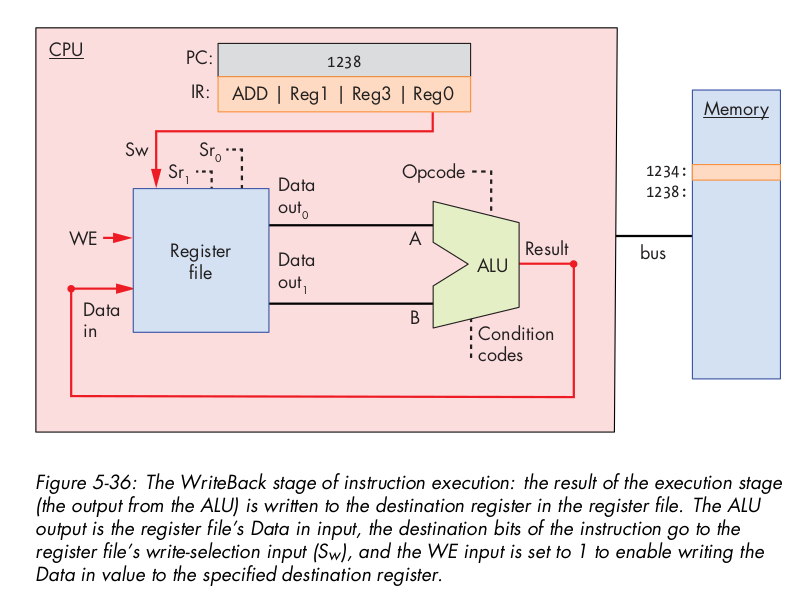 CPU
PC: 1238
IR: ADD | Reg1 | Reg3 | Reg0
Memory
Sw
Sr0
Sr1
Data
out0
Opcode
1234:
1238:
WE
Register
file
A
Result
bus
ALU
Data
out1
Data
in
B
Condition
codes
Figure 5-36: The WriteBack stage of instruction execution: the result of the execution stage
(the output from the ALU) is written to the destination register in the register file. The ALU
output is the register file’s Data in input, the destination bits of the instruction go to the
register file’s write-selection input (Sw), and the WE input is set to 1 to enable writing the
Data in value to the specified destination register.